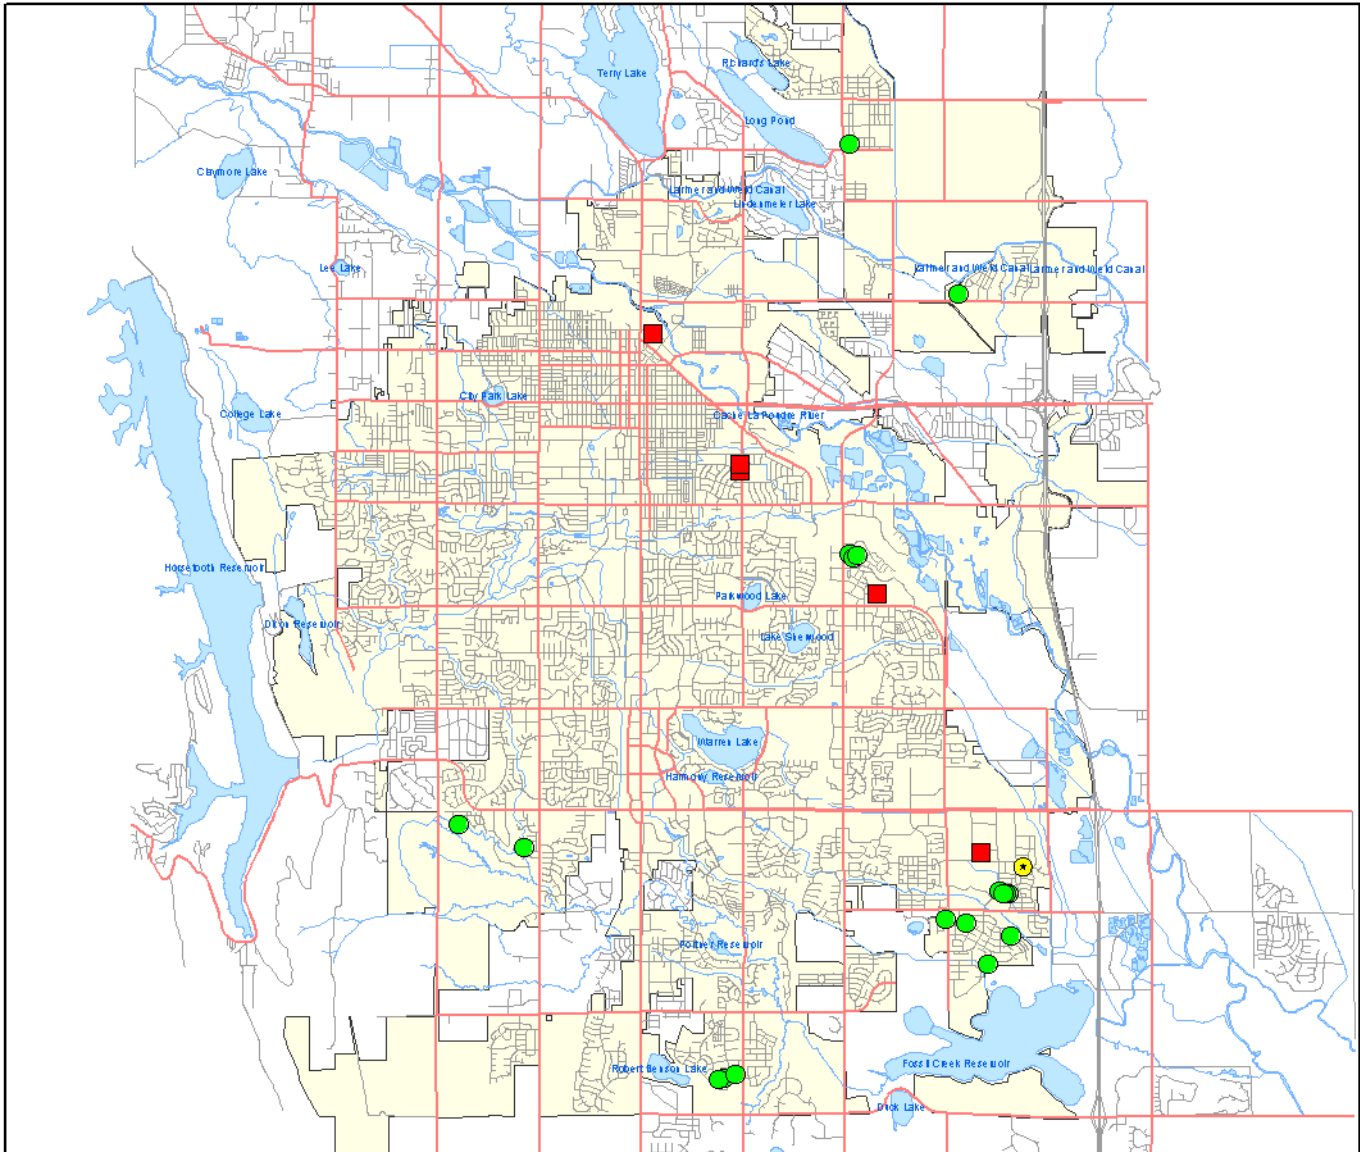 Terry Lake
Richards Lake
Long Pond
Claymore Lake
Larimer and Weld Canal
Lindenmeier Lake
Lee Lake
Larimer and Weld Canal
Larimer and Weld Canal
City Park Lake
College Lake
Cache La Poudre River
Horsetooth Reservoir
Parkwood Lake
Dixon Reservoir
Lake Sherwood
Warren Lake
Harmony Reservoir
Portner Reservoir
Robert Benson Lake
Fossil Creek Reservoir
Duck Lake